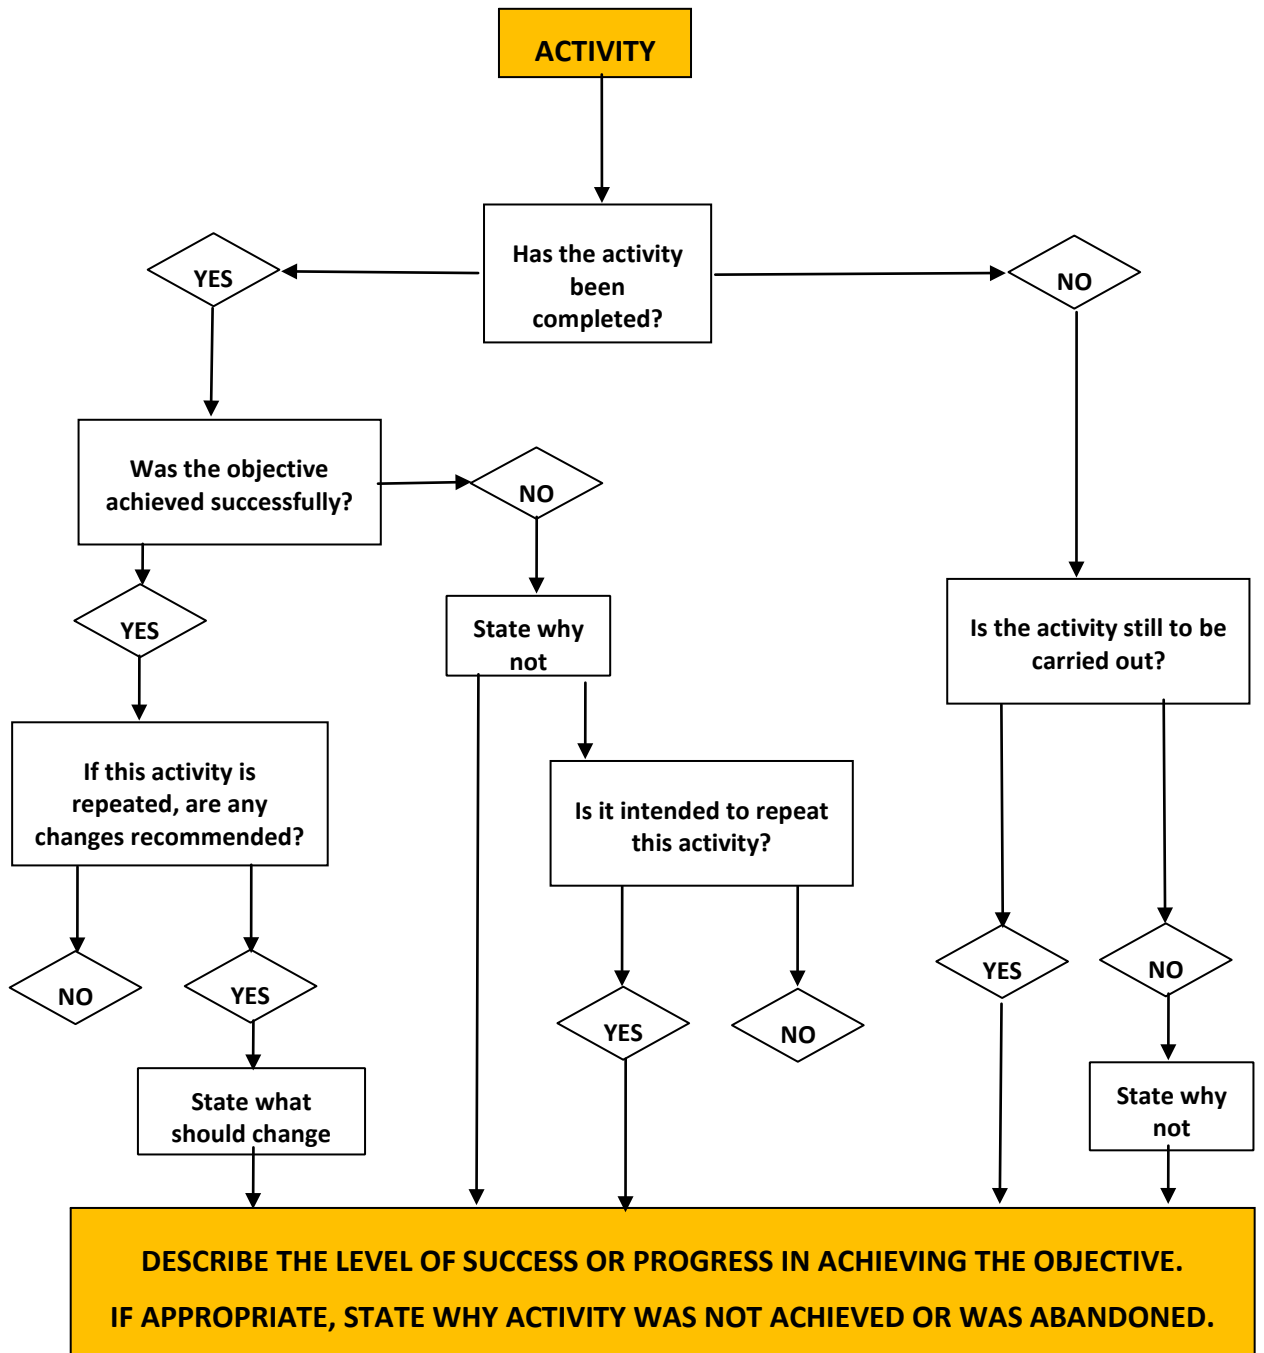 ACTIVITY
Has the activity
been
completed?
YES
NO
Was the objective
achieved successfully?
NO
YES
State why
not
Is the activity still to be
carried out?
If this activity is
repeated, are any
changes recommended?
Is it intended to repeat
this activity?
NO
YES
YES
NO
YES
NO
State what
should change
State why
not
DESCRIBE THE LEVEL OF SUCCESS OR PROGRESS IN ACHIEVING THE OBJECTIVE.
IF APPROPRIATE, STATE WHY ACTIVITY WAS NOT ACHIEVED OR WAS ABANDONED.